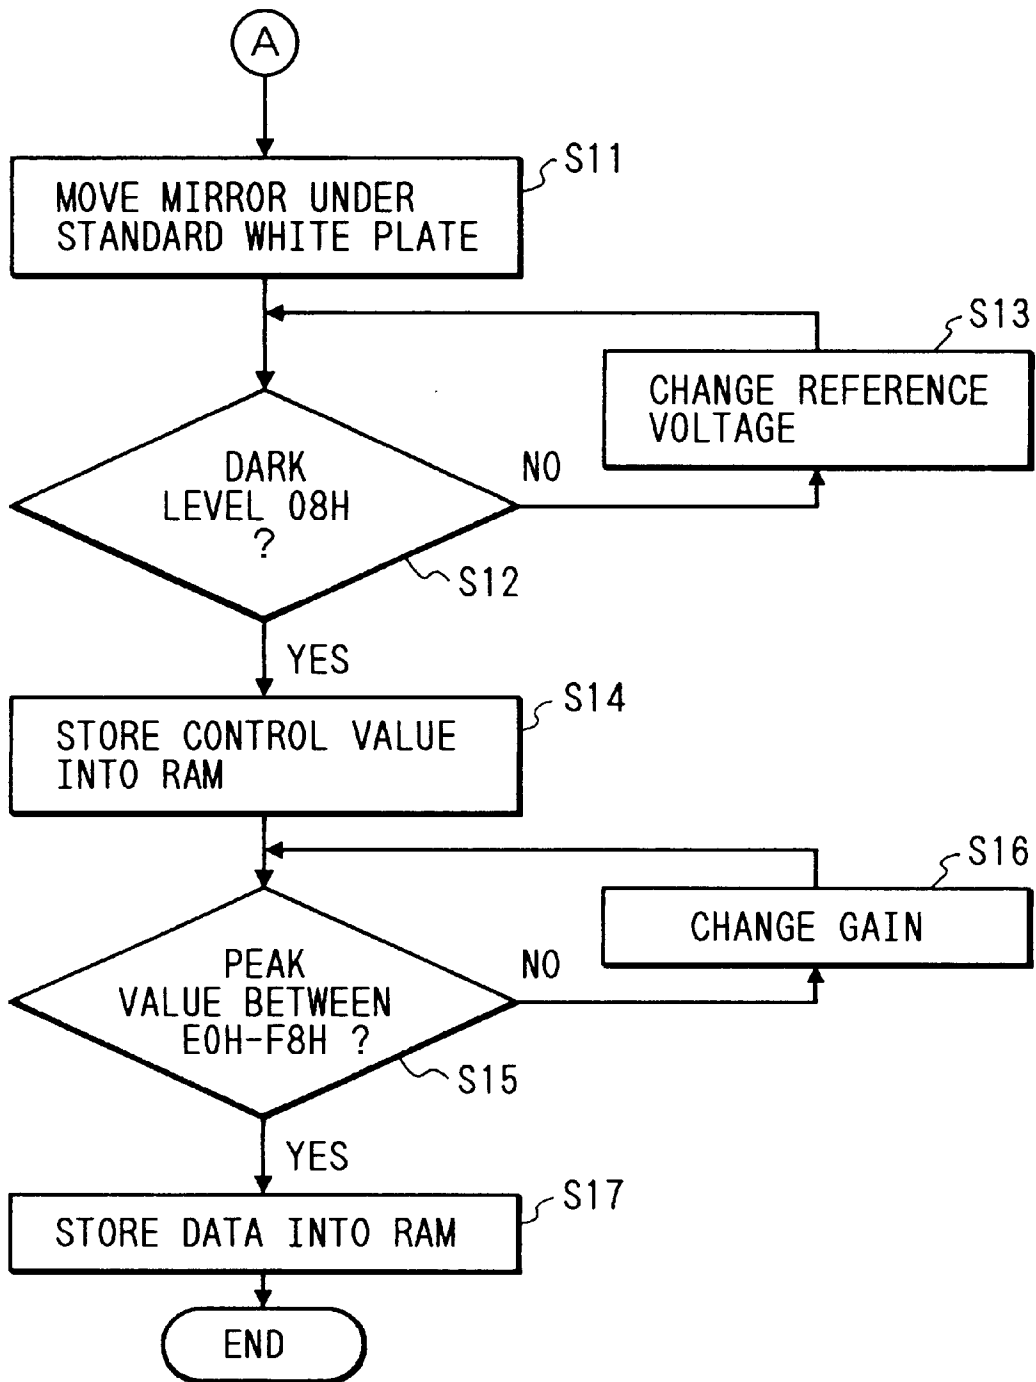 A
S11
MOVE MIRROR UNDER
STANDARD WHITE PLATE
S13
CHANGE REFERENCE
VOLTAGE
DARK
LEVEL 08H
?
NO
S12
YES
S14
STORE CONTROL VALUE
INTO RAM
S16
CHANGE GAIN
PEAK
VALUE BETWEEN
E0H-F8H ?
NO
S15
YES
S17
STORE DATA INTO RAM
END